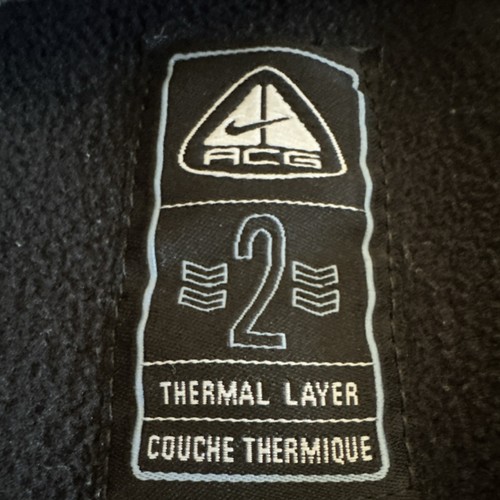 ACG
2
THERMAL LAYER
COUCHE THERMIQUE